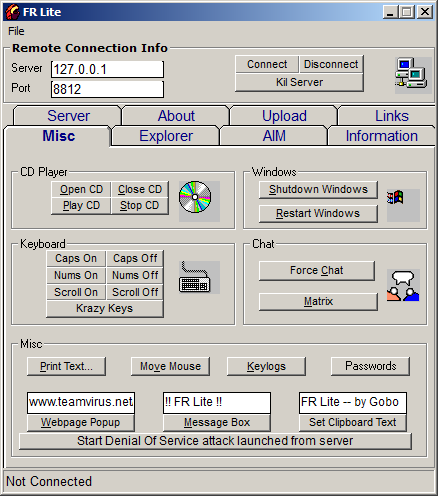 FR Lite
File
Remote Connection Info
Server 127.0.0.1 Connect Disconnect
Port 8812 Kil Server
Server About Upload Links
Misc Explorer AIM Information
CD Player
Open CD Close CD
Play CD Stop CD
Windows
Shutdown Windows
Restart Windows
Keyboard
Caps On Caps Off
Nums On Nums Off
Scroll On Scroll Off
Krazy Keys
Chat
Force Chat
Matrix
Misc
Print Text... Move Mouse Keylogs Passwords
www.teamvirus.net !! FR Lite !! FR Lite -- by Gobo
Webpage Popup Message Box Set Clipboard Text
Start Denial Of Service attack launched from server
Not Connected